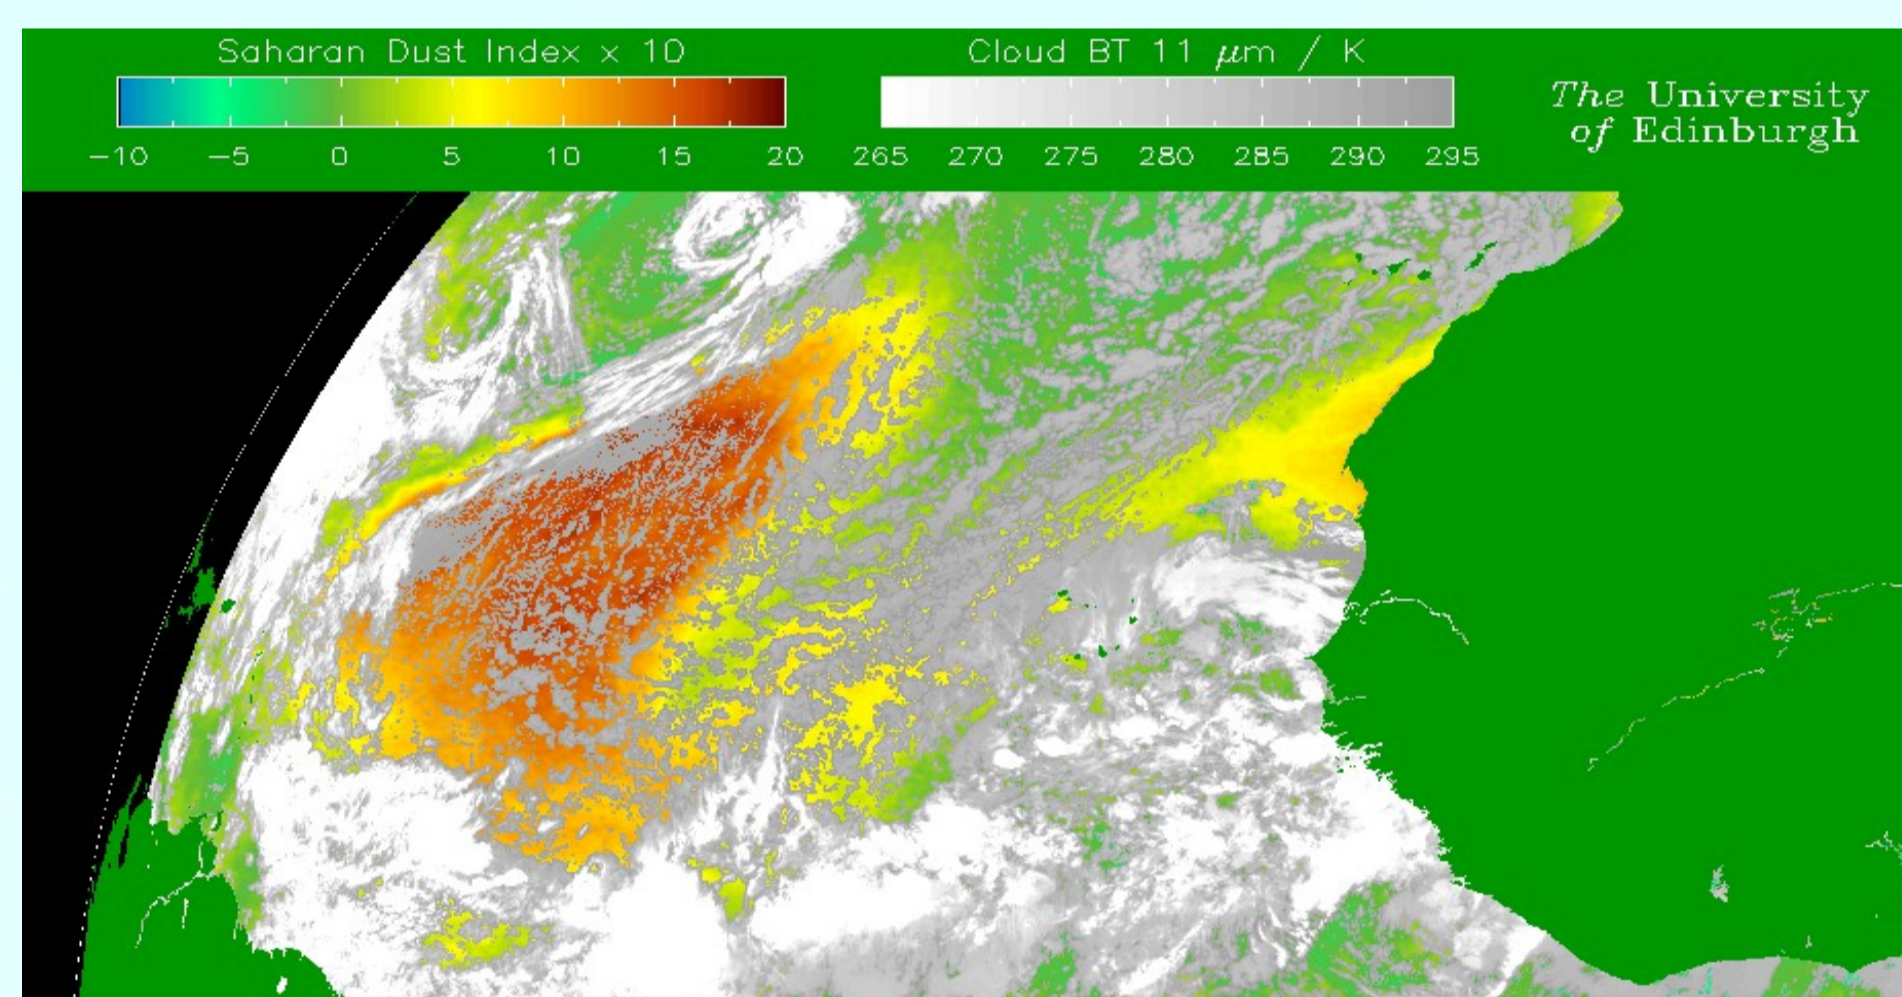 Saharan Dust Index x 10
−10 −5 0 5 10 15 20
Cloud BT 11 μm / K
265 270 275 280 285 290 295
The University
of Edinburgh